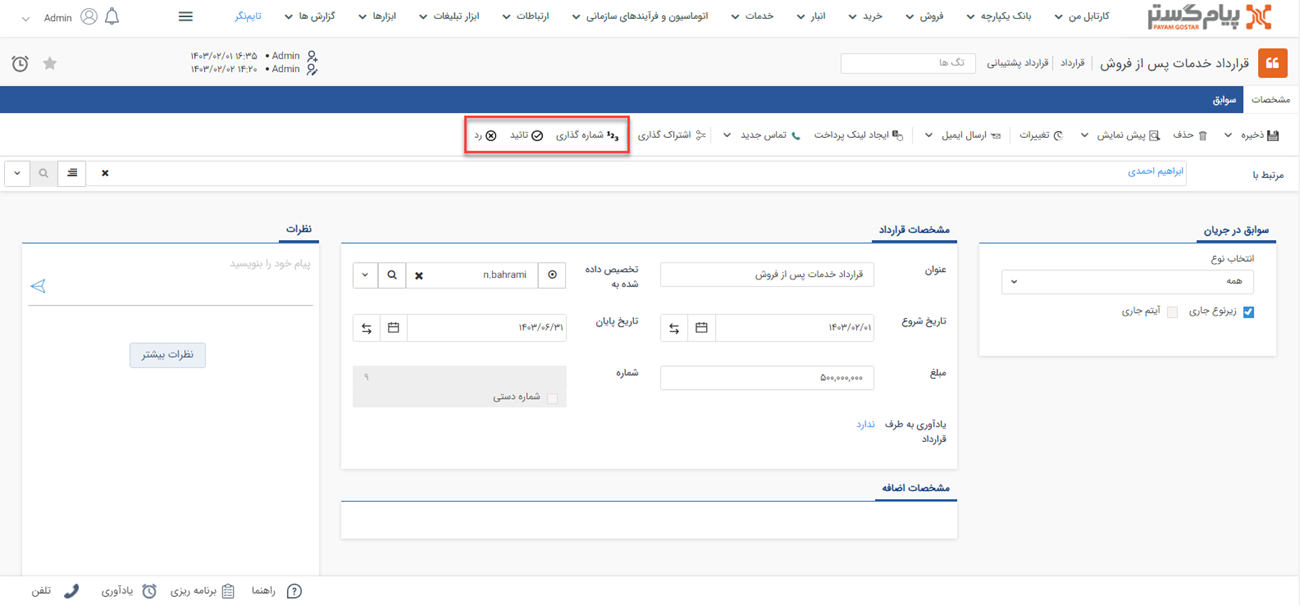 پیام‌گستر
PAYAM GOSTAR
کارتابل من
بانک یکپارچه
فروش
خرید
انبار
خدمات
اتوماسیون و فرآیندهای سازمانی
ارتباطات
ابزار تبلیغات
ابزارها
گزارش ها
تایم‌نگر
Admin
قرارداد خدمات پس از فروش
قرارداد
قرارداد پشتیبانی
تگ ها
Admin • ۱۴۰۳/۰۲/۰۱ ۱۶:۳۵
Admin • ۱۴۰۳/۰۲/۰۲ ۱۴:۲۰
مشخصات
سوابق
ذخیره
حذف
پیش نمایش
تغییرات
ارسال ایمیل
ایجاد لینک پرداخت
تماس جدید
اشتراک گذاری
شماره گذاری
تائید
رد
مرتبط با
ابراهیم احمدی
سوابق در جریان
انتخاب نوع
همه
زیرنوع جاری
آیتم جاری
مشخصات قرارداد
عنوان
قرارداد خدمات پس از فروش
تخصیص داده
شده به
n.bahrami
تاریخ شروع
۱۴۰۳/۰۲/۰۱
تاریخ پایان
۱۴۰۳/۰۶/۳۱
مبلغ
۵۰۰,۰۰۰,۰۰۰
شماره
۹
شماره دستی
یادآوری به طرف
قرارداد
ندارد
مشخصات اضافه
نظرات
پیام خود را بنویسید
نظرات بیشتر
راهنما
برنامه ریزی
یادآوری
تلفن